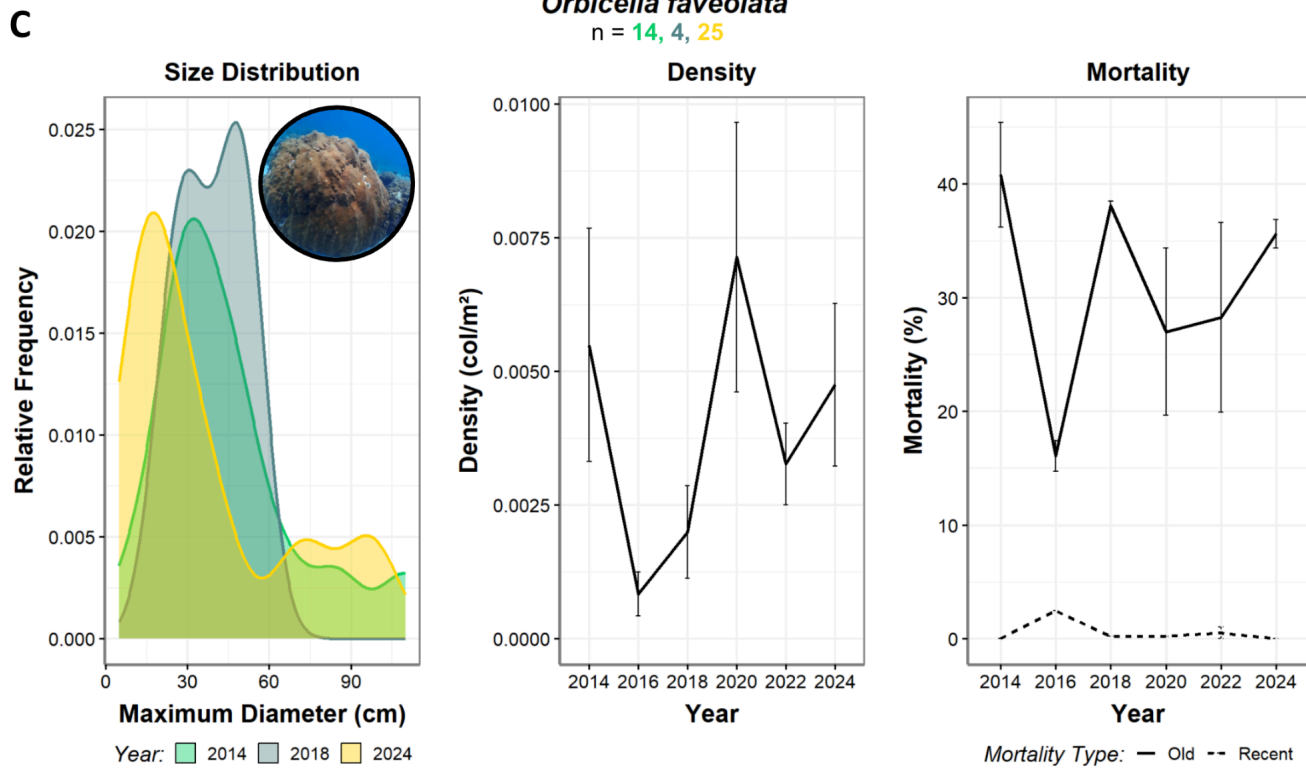 C
Orbicella faveolata
n = 14, 4, 25
Size Distribution
Relative Frequency
0.025
0.020
0.015
0.010
0.005
0.000
0 30 60 90
Maximum Diameter (cm)
Year: 2014 2018 2024
Density
Density (col/m²)
0.0100
0.0075
0.0050
0.0025
0.0000
2014 2016 2018 2020 2022 2024
Year
Mortality
Mortality (%)
40
30
20
10
0
2014 2016 2018 2020 2022 2024
Year
Mortality Type: Old Recent